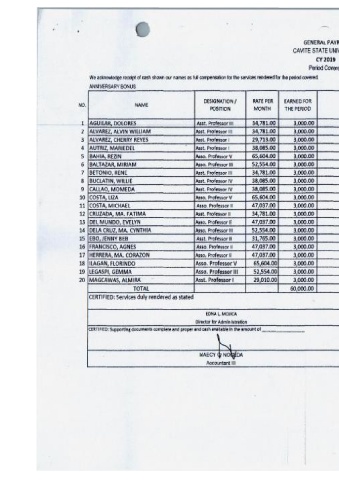 GENERAL PAYR
CAVITE STATE UNIV
CY 2019
Period Covere
We acknowledge receipt of cash shown our names as full compensation for the services rendered for the period covered
ANNIVERSARY BONUS
NO. NAME DESIGNATION / POSITION RATE PER MONTH EARNED FOR THE PERIOD
1 AGUILAR, DOLORES Asst. Professor III 34,781.00 3,000.00
2 ALVAREZ, ALVIN WILLIAM Asst. Professor III 34,781.00 3,000.00
3 ALVAREZ, CHERRY REYES Asst. Professor I 29,713.00 3,000.00
4 AUTRIZ, MARIEDEL Asst. Professor I 38,085.00 3,000.00
5 BAHIA, REZIN Asso. Professor V 65,604.00 3,000.00
6 BALTAZAR, MIRIAM Asso. Professor III 52,554.00 3,000.00
7 BETONIO, RENE Asst. Professor III 34,781.00 3,000.00
8 BUCLATIN, WILLIE Asst. Professor IV 38,085.00 3,000.00
9 CALLAO, MOMEDA Asst. Professor IV 38,085.00 3,000.00
10 COSTA, LIZA Asso. Professor V 65,604.00 3,000.00
11 COSTA, MICHAEL Asso. Professor II 47,037.00 3,000.00
12 CRUZADA, MA. FATIMA Asst. Professor II 34,781.00 3,000.00
13 DEL MUNDO, EVELYN Asso. Professor II 47,037.00 3,000.00
14 DELA CRUZ, MA. CYNTHIA Asso. Professor III 52,554.00 3,000.00
15 EBO, JENNY BEB Asst. Professor II 31,765.00 3,000.00
16 FRANCISCO, AGNES Asso. Professor I 47,037.00 3,000.00
17 HERRERA, MA. CORAZON Asso. Professor II 47,037.00 3,000.00
18 ILAGAN, FLORINDO Asso. Professor V 65,604.00 3,000.00
19 LEGASPI, GEMMA Asso. Professor III 52,554.00 3,000.00
20 MAGCAWAS, ALMIRA Asst. Professor I 29,010.00 3,000.00
TOTAL 60,000.00
CERTIFIED: Services duly rendered as stated
EDNA L. MOJICA
Director for Administration
CERTIFIED: Supporting documents complete and proper and cash available in the amount of
MAECY
Accountant III